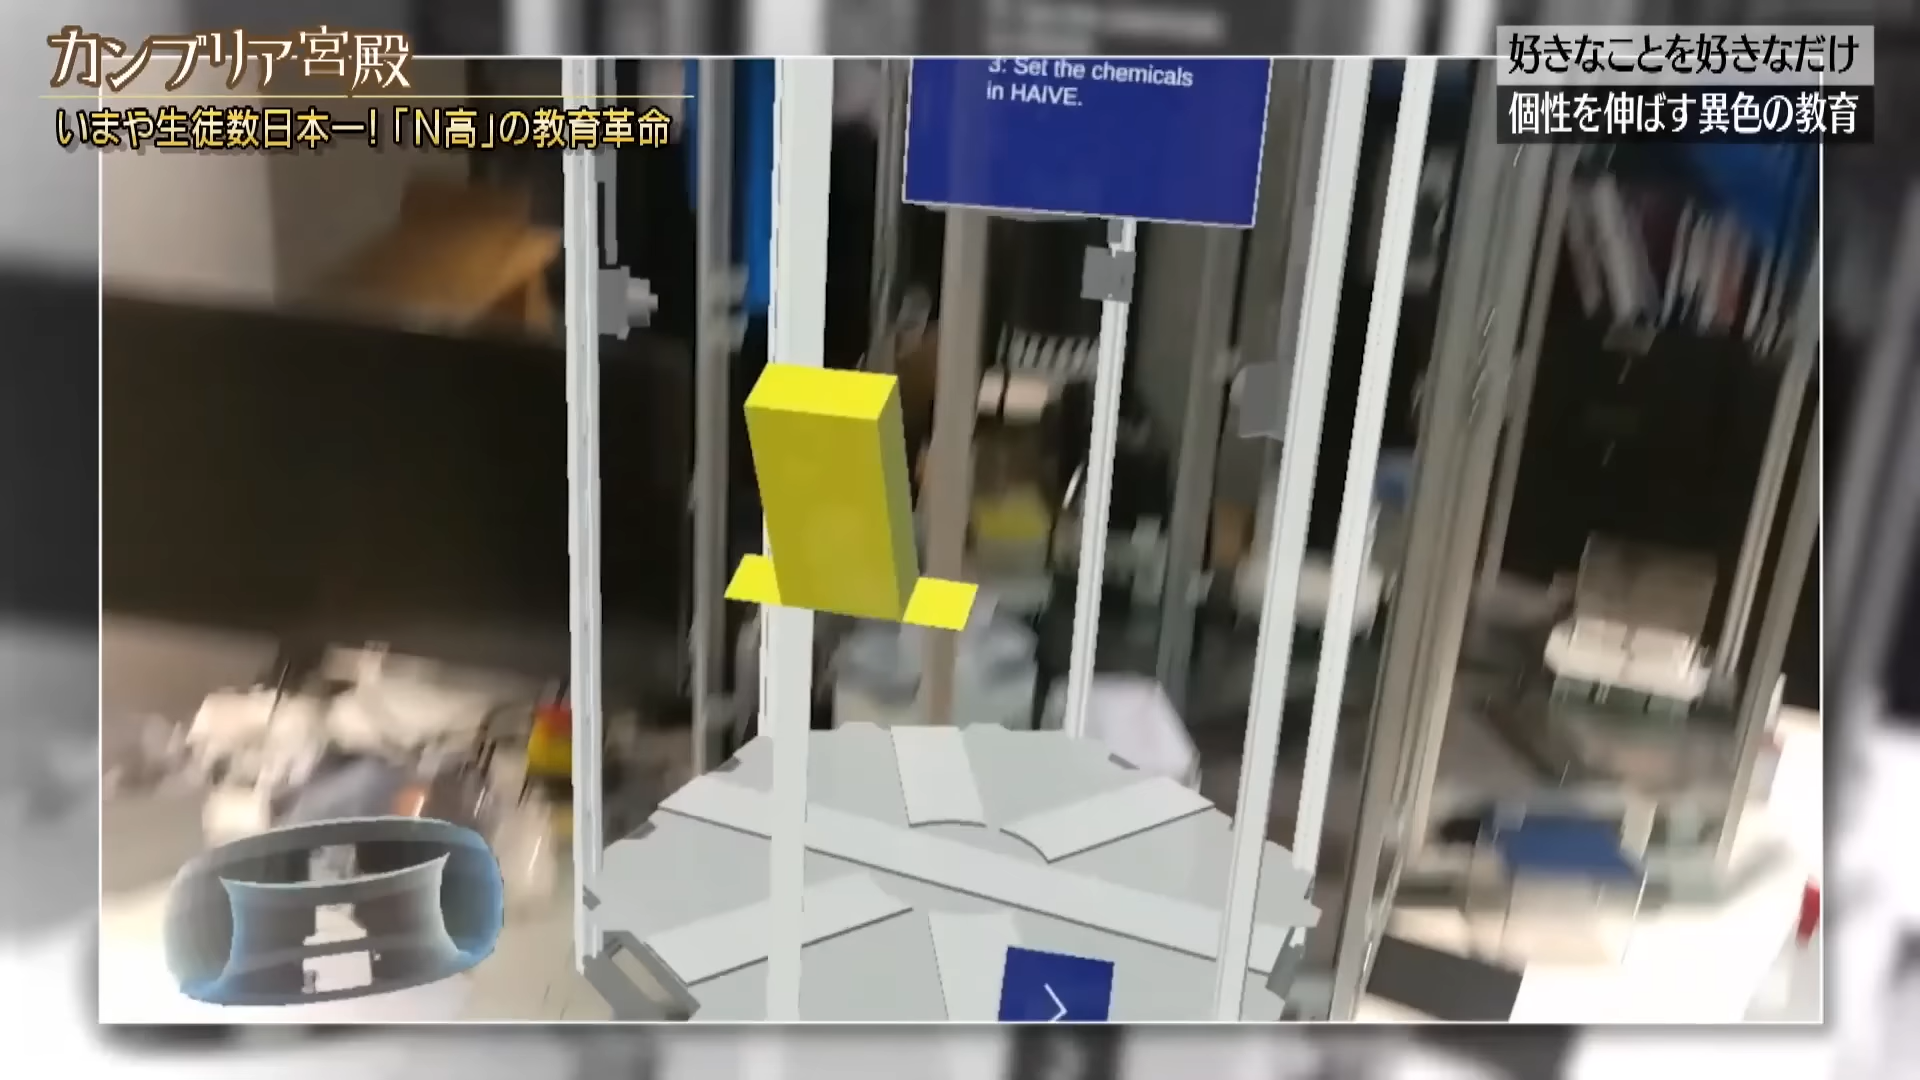 カンブリア宮殿
いまや生徒数日本一!「N高」の教育革命
好きなことを好きなだけ
個性を伸ばす異色の教育
3: Set the chemicals
in HAIVE.